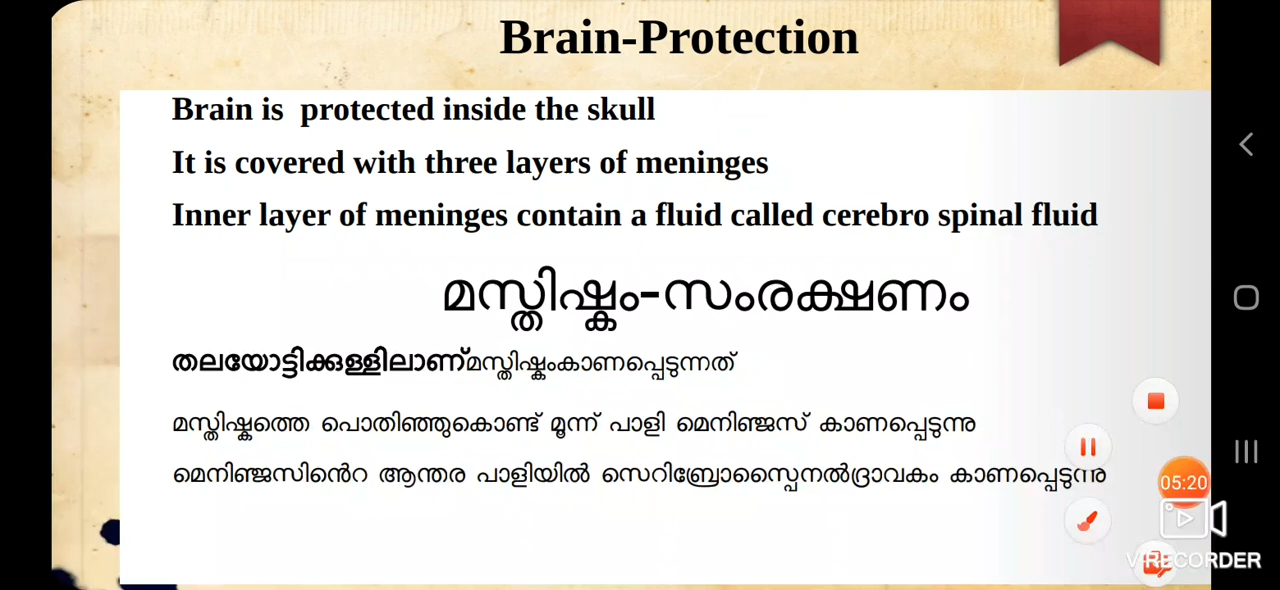 Brain-Protection
Brain is protected inside the skull
It is covered with three layers of meninges
Inner layer of meninges contain a fluid called cerebro spinal fluid
മസ്തിഷ്കം-സംരക്ഷണം
തലയോട്ടിക്കുള്ളിലാണ്മസ്തിഷ്കംകാണപ്പെടുന്നത്
മസ്തിഷ്കത്തെ പൊതിഞ്ഞുകൊണ്ട് മൂന്ന് പാളി മെനിഞ്ജസ് കാണപ്പെടുന്നു
മെനിഞ്ജസിൻെറ ആന്തര പാളിയിൽ സെറിബ്രോസ്പൈനൽദ്രാവകം കാണപ്പെടുന്നു
05:20
V-RECORDER